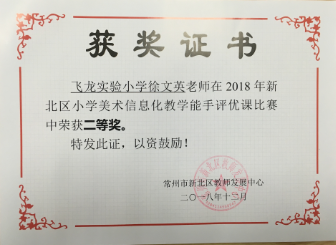 获奖证书
飞龙实验小学徐文英老师在2018年新
北区小学美术信息化教学能手评优课比赛
中荣获二等奖。
特发此证，以资鼓励！
常州市新北区教师发展中心
二〇一八年十二月